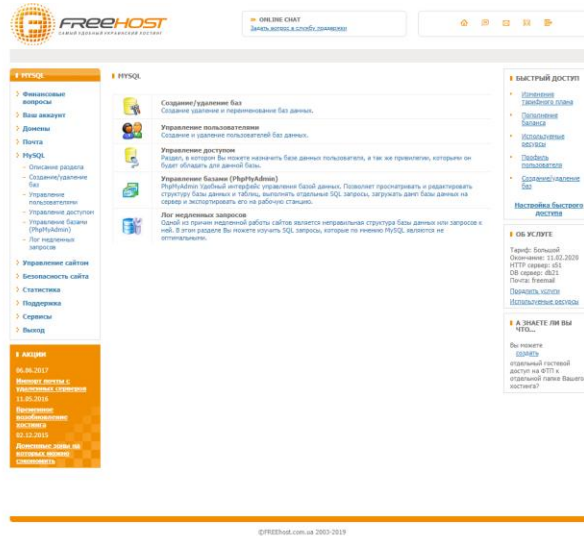 FREEHOST
САМЫЙ УДОБНЫЙ УКРАИНСКИЙ ХОСТИНГ
ONLINE CHAT
Задать вопрос в службу поддержки
MYSQL
Финансовые
вопросы
Ваш аккаунт
Домены
Почта
MySQL
Описание раздела
Создание/удаление
баз
Управление
пользователями
Управление доступом
Управление базами
(PhpMyAdmin)
Лог медленных
запросов
Управление сайтом
Безопасность сайта
Статистика
Поддержка
Сервисы
Выход
АКЦИИ
06.06.2017
Импорт почты с
удаленных серверов
11.05.2016
Временное
возобновление
хостинга
02.12.2015
Доменные зоны на
которых можно
сэкономить
MYSQL
Создание/удаление баз
Создание удаление и переименование баз данных.
Управление пользователями
Создание и удаление пользователей баз данных.
Управление доступом
Раздел, в котором Вы можете назначить базе данных пользователя, а так же привилегии, которыми он
будет обладать для данной базы.
Управление базами (PhpMyAdmin)
PhpMyAdmin Удобный интерфейс управления базой данных. Позволяет просматривать и редактировать
структуру базы данных и таблиц, выполнять отдельные SQL запросы, загружать дамп базы данных на
сервер и экспортировать его на рабочую станцию.
Лог медленных запросов
Одной из причин медленной работы сайтов является неправильная структура базы данных или запросов к
ней. В этом разделе Вы можете изучить SQL запросы, которые по мнению MySQL являются не
оптимальными.
БЫСТРЫЙ ДОСТУП
Изменение
тарифного плана
Пополнение
баланса
Используемые
ресурсы
Профиль
пользователя
Создание/удаление
баз
Настройка быстрого
доступа
ОБ УСЛУГЕ
Тариф: Большой
Окончание: 11.02.2020
HTTP сервер: s51
DB сервер: db21
Почта: freemail
Продлить услуги
Используемые ресурсы
А ЗНАЕТЕ ЛИ ВЫ
ЧТО...
Вы можете
создать
отдельный гостевой
доступ на ФТП к
отдельной папке Вашего
хостинга?
©FREEhost.com.ua 2003-2019